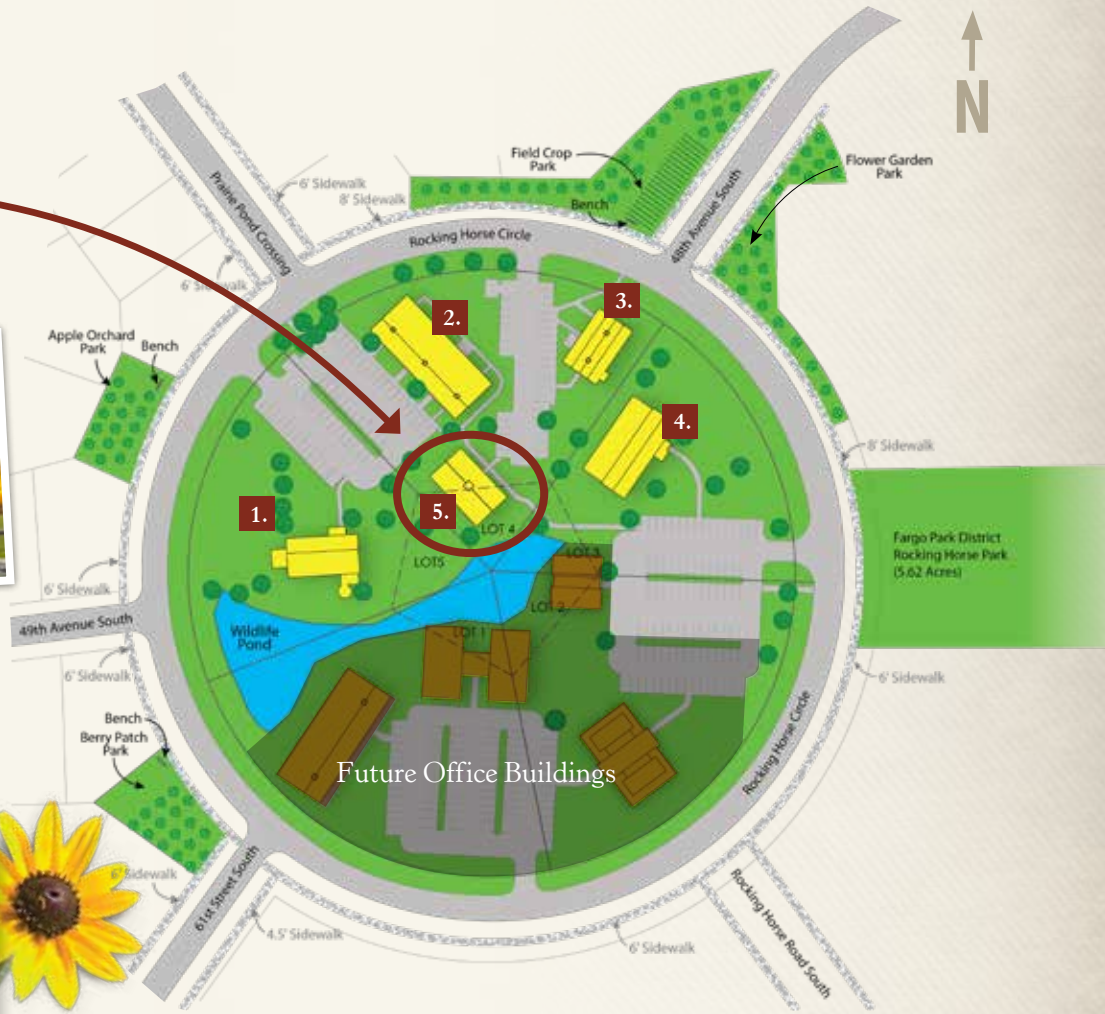 N
Field Crop
Park
Flower Garden
Park
6' Sidewalk
8' Sidewalk
Bench
Prairie Pond Crossing
Rocking Horse Circle
48th Avenue South
6' Sidewalk
2.
3.
Apple Orchard
Park
Bench
4.
8' Sidewalk
1.
5.
LOT 4
Fargo Park District
Rocking Horse Park
(5.62 Acres)
LOT 3
LOT5
6' Sidewalk
LOT 2
49th Avenue South
Wildlife
Pond
LOT 1
6' Sidewalk
6' Sidewalk
Bench
Berry Patch
Park
Rocking Horse Circle
Future Office Buildings
6' Sidewalk
61st Street South
Rocking Horse Road South
4.5' Sidewalk
6' Sidewalk